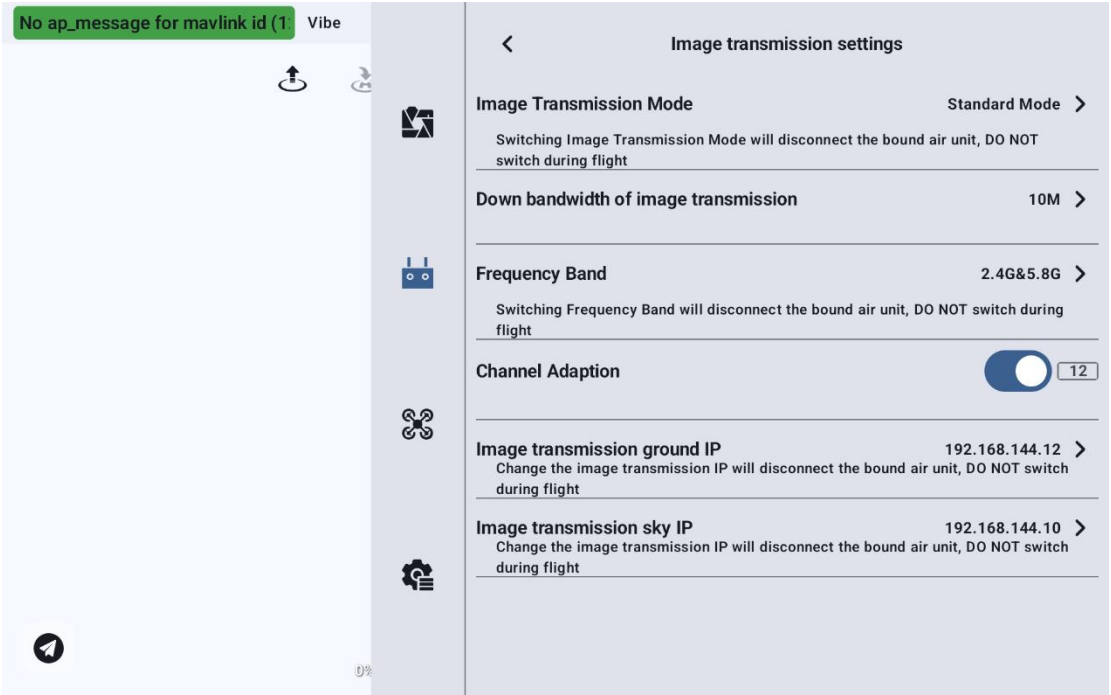 No ap_message for mavlink id (1
Vibe
Image transmission settings
Image Transmission Mode
Standard Mode
Switching Image Transmission Mode will disconnect the bound air unit, DO NOT
switch during flight
Down bandwidth of image transmission
10M
Frequency Band
2.4G&5.8G
Switching Frequency Band will disconnect the bound air unit, DO NOT switch during
flight
Channel Adaption
12
Image transmission ground IP
192.168.144.12
Change the image transmission IP will disconnect the bound air unit, DO NOT switch
during flight
Image transmission sky IP
192.168.144.10
Change the image transmission IP will disconnect the bound air unit, DO NOT switch
during flight
0%